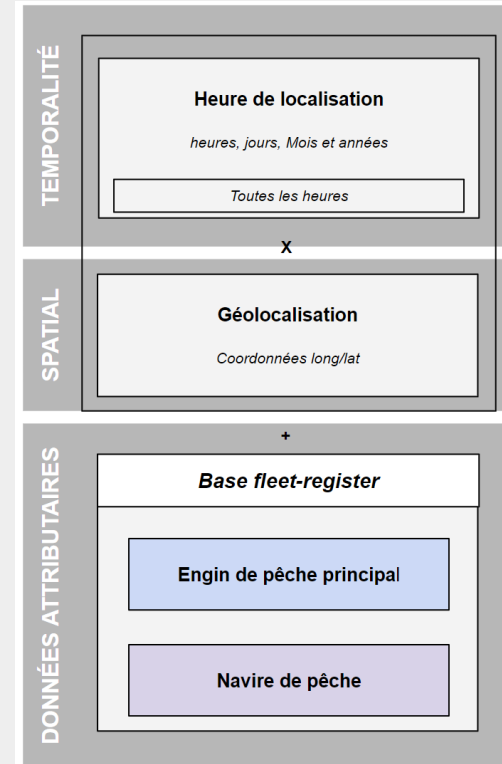 TEMPORALITÉ
Heure de localisation
heures, jours, Mois et années
Toutes les heures
X
SPATIAL
Géolocalisation
Coordonnées long/lat
+
DONNÉES ATTRIBUTAIRES
Base fleet-register
Engin de pêche principal
Navire de pêche